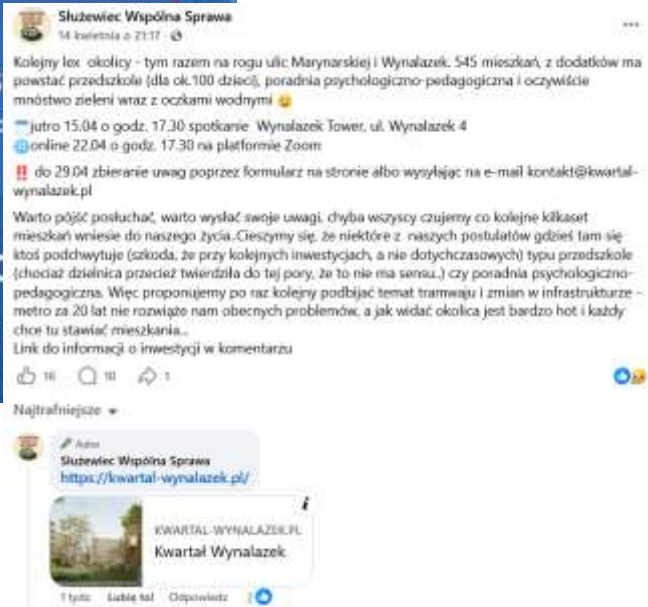 Służewiec Wspólna Sprawa
14 kwietnia o 21:17
Kolejny lex okolicy - tym razem na rogu ulic Marynarskiej i Wynalazek. 545 mieszkań, z dodatków ma
powstać przedszkole (dla ok.100 dzieci), poradnia psychologiczno-pedagogiczna i oczywiście
mnóstwo zieleni wraz z oczkami wodnymi 😉
jutro 15.04 o godz. 17.30 spotkanie Wynalazek Tower, ul. Wynalazek 4
🌐online 22.04 o godz. 17.30 na platformie Zoom
‼️ do 29.04 zbieranie uwag poprzez formularz na stronie albo wysyłając na e-mail kontakt@kwartal-
wynalazek.pl
Warto pójść posłuchać, warto wysłać swoje uwagi, chyba wszyscy czujemy co kolejne kilkaset
mieszkań wniesie do naszego życia..Cieszymy się, że niektóre z naszych postulatów gdzieś tam się
ktoś podchwytuje (szkoda, że przy kolejnych inwestycjach, a nie dotychczasowych) typu przedszkole
(chociaż dzielnica przecież twierdziła do tej pory, że to nie ma sensu..) czy poradnia psychologiczno-
pedagogiczna. Więc proponujemy po raz kolejny podbijać temat tramwaju i zmian w infrastrukturze -
metro za 20 lat nie rozwiąże nam obecnych problemów, a jak widać okolica jest bardzo hot i każdy
chce tu stawiać mieszkania...
Link do informacji o inwestycji w komentarzu
16 10 1
Najtrafniejsze
Autor
Służewiec Wspólna Sprawa
https://kwartal-wynalazek.pl/
KWARTAL-WYNALAZEK.PL
Kwartał Wynalazek
1 tydz. Lubię to! Odpowiedz 2